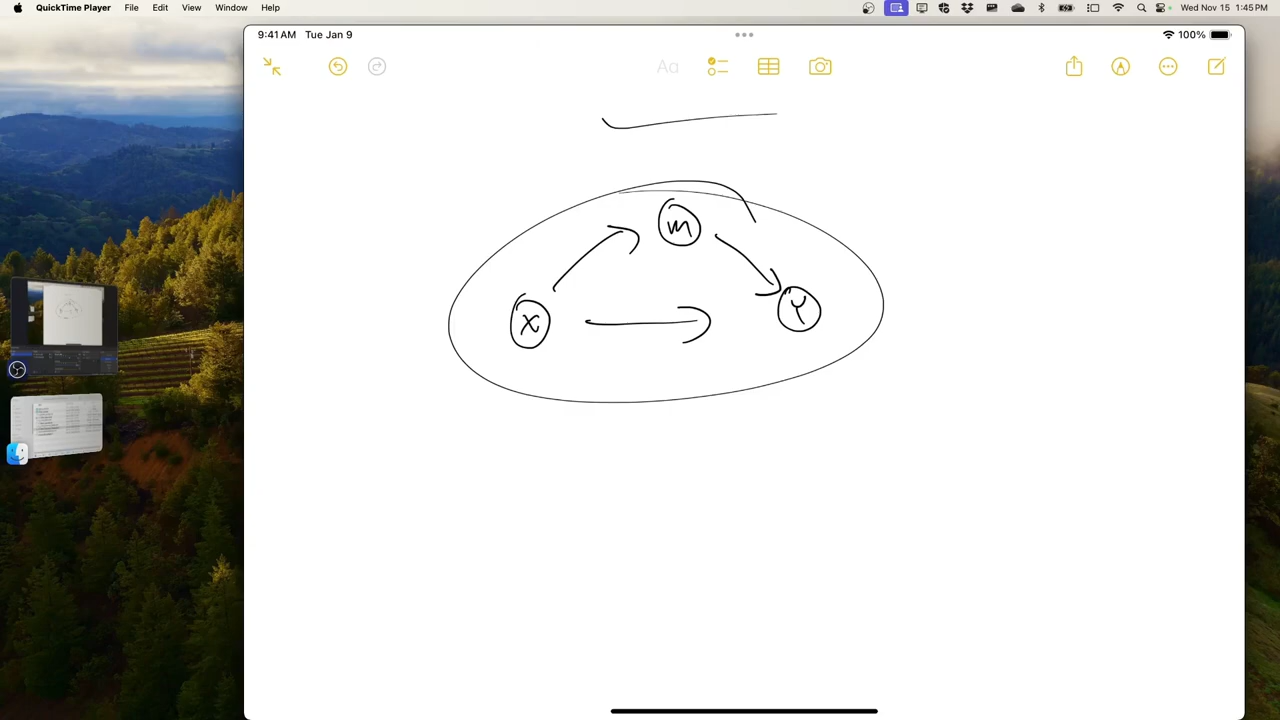 QuickTime Player File Edit View Window Help Wed Nov 15 1:45 PM
9:41 AM Tue Jan 9 100%
Aa
m
X Y